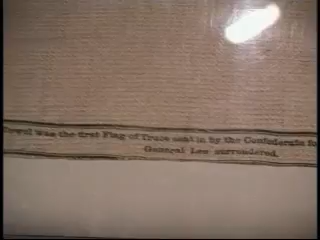 Towel was the first Flag of Truce sent in by the Confederate
General Lee surrendered.